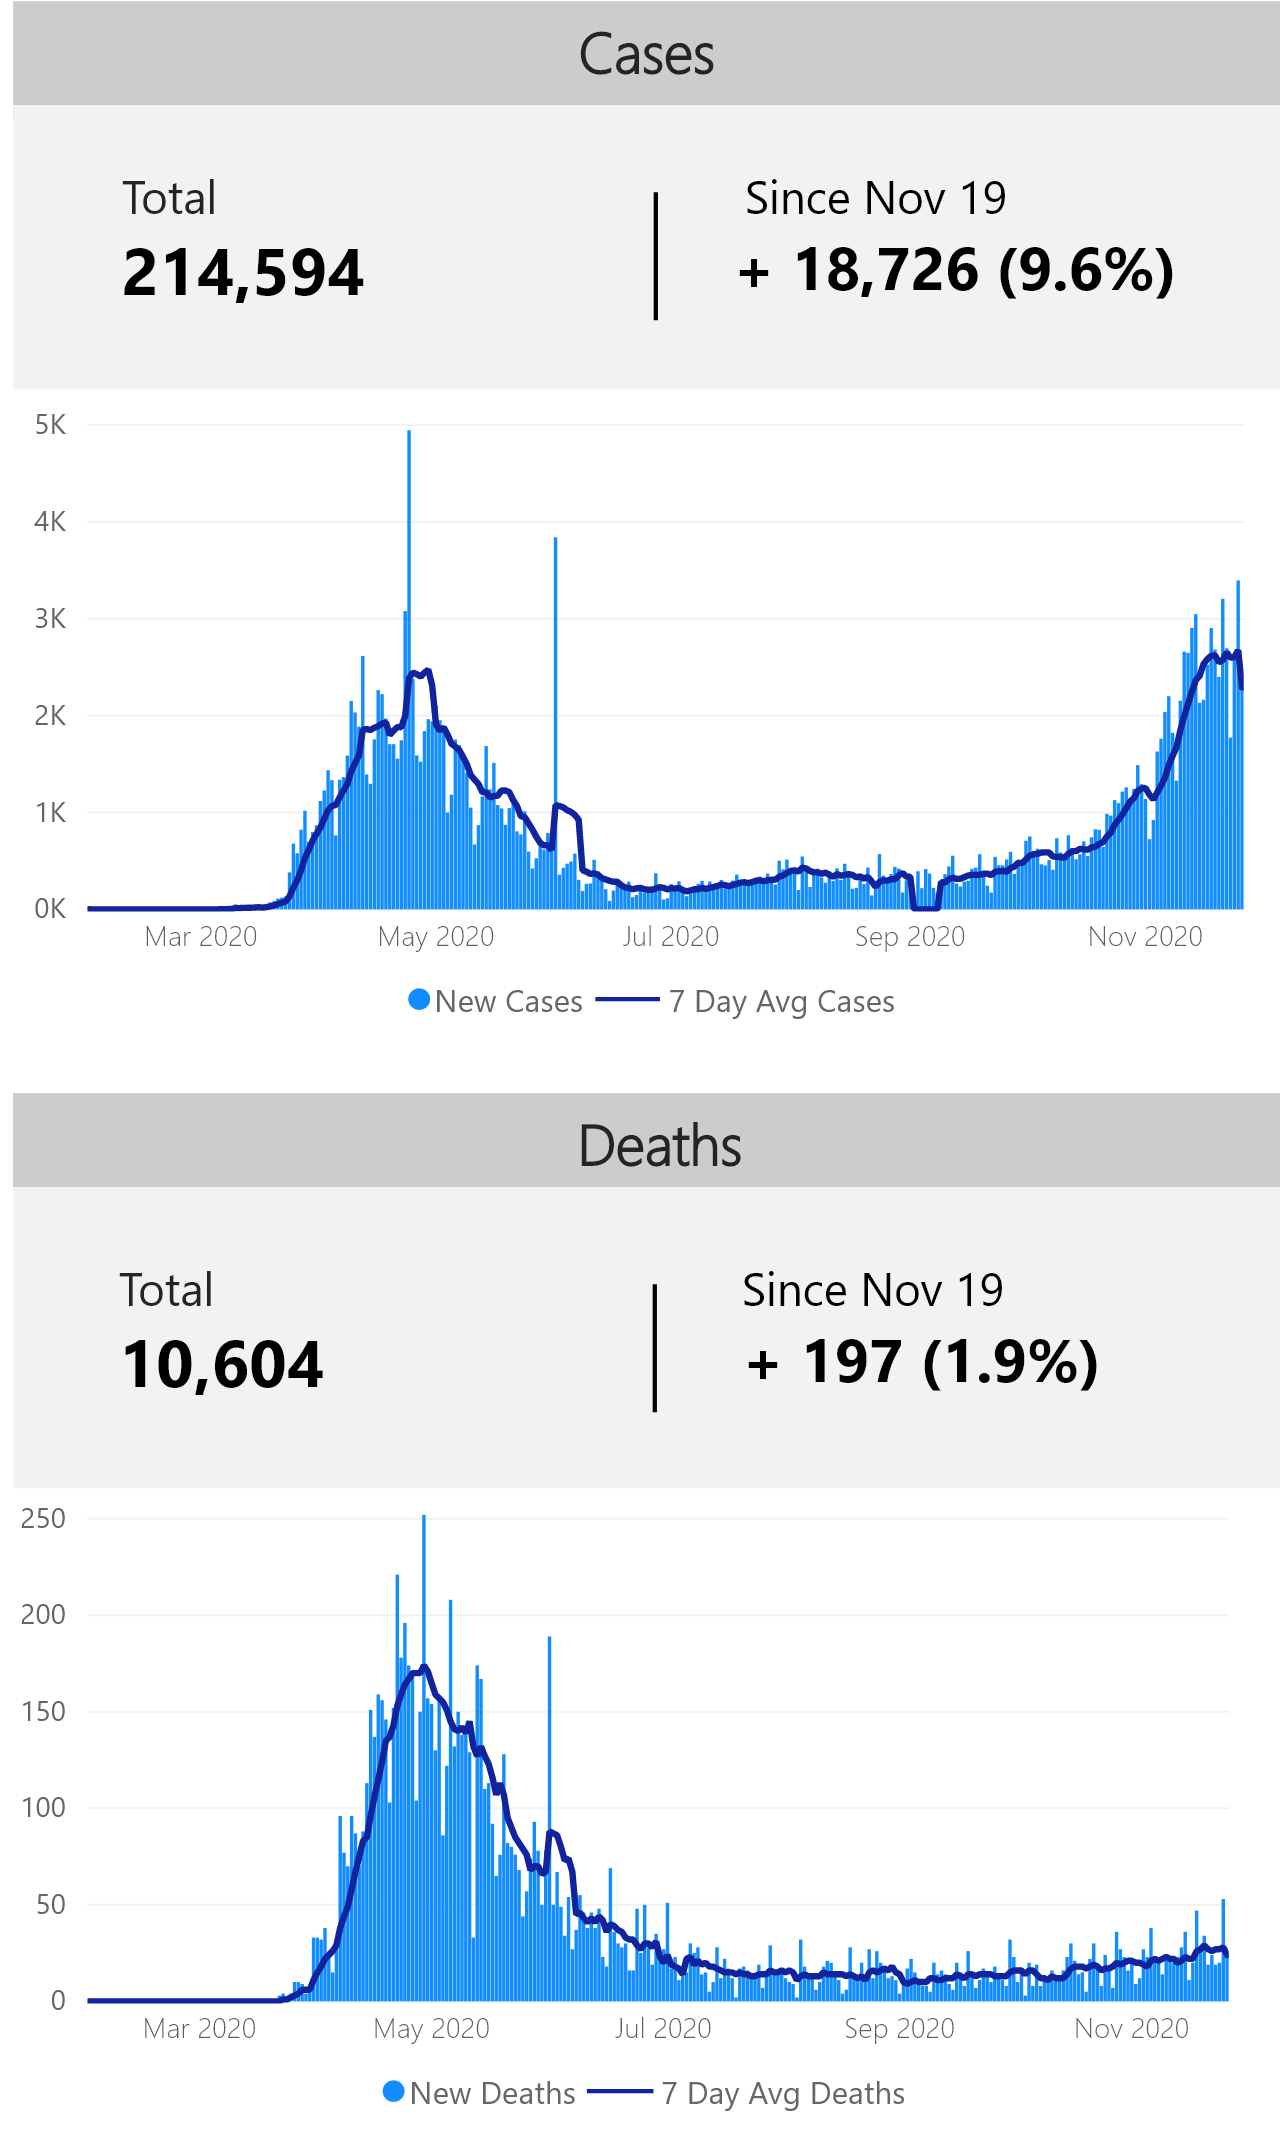 Cases
Total
Since Nov 19
214,594
+ 18,726 (9.6%)
5K
4K
3K
2K
1K
0K
Mar 2020 May 2020 Jul 2020 Sep 2020 Nov 2020
New Cases 7 Day Avg Cases
Deaths
Total
Since Nov 19
10,604
+ 197 (1.9%)
250
200
150
100
50
0
Mar 2020 May 2020 Jul 2020 Sep 2020 Nov 2020
New Deaths 7 Day Avg Deaths